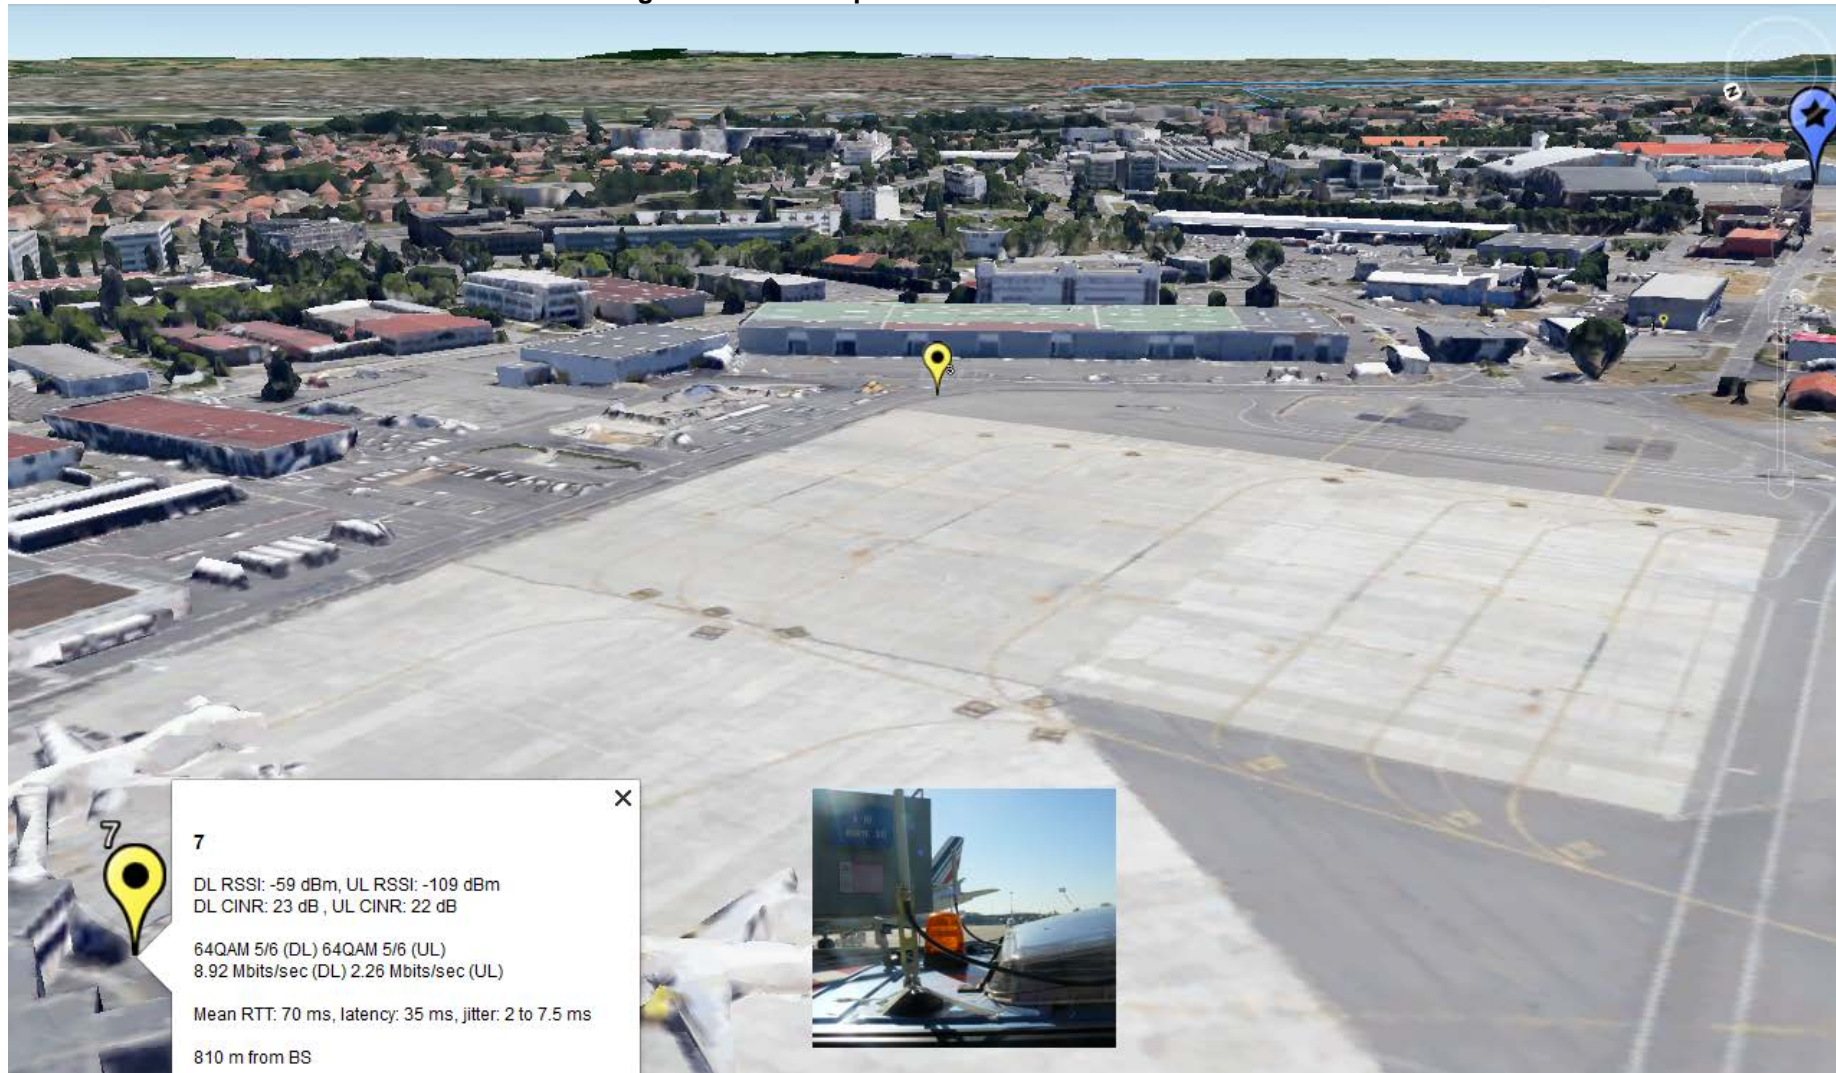 7
7
DL RSSI: -59 dBm, UL RSSI: -109 dBm
DL CINR: 23 dB , UL CINR: 22 dB
64QAM 5/6 (DL) 64QAM 5/6 (UL)
8.92 Mbits/sec (DL) 2.26 Mbits/sec (UL)
Mean RTT: 70 ms, latency: 35 ms, jitter: 2 to 7.5 ms
810 m from BS